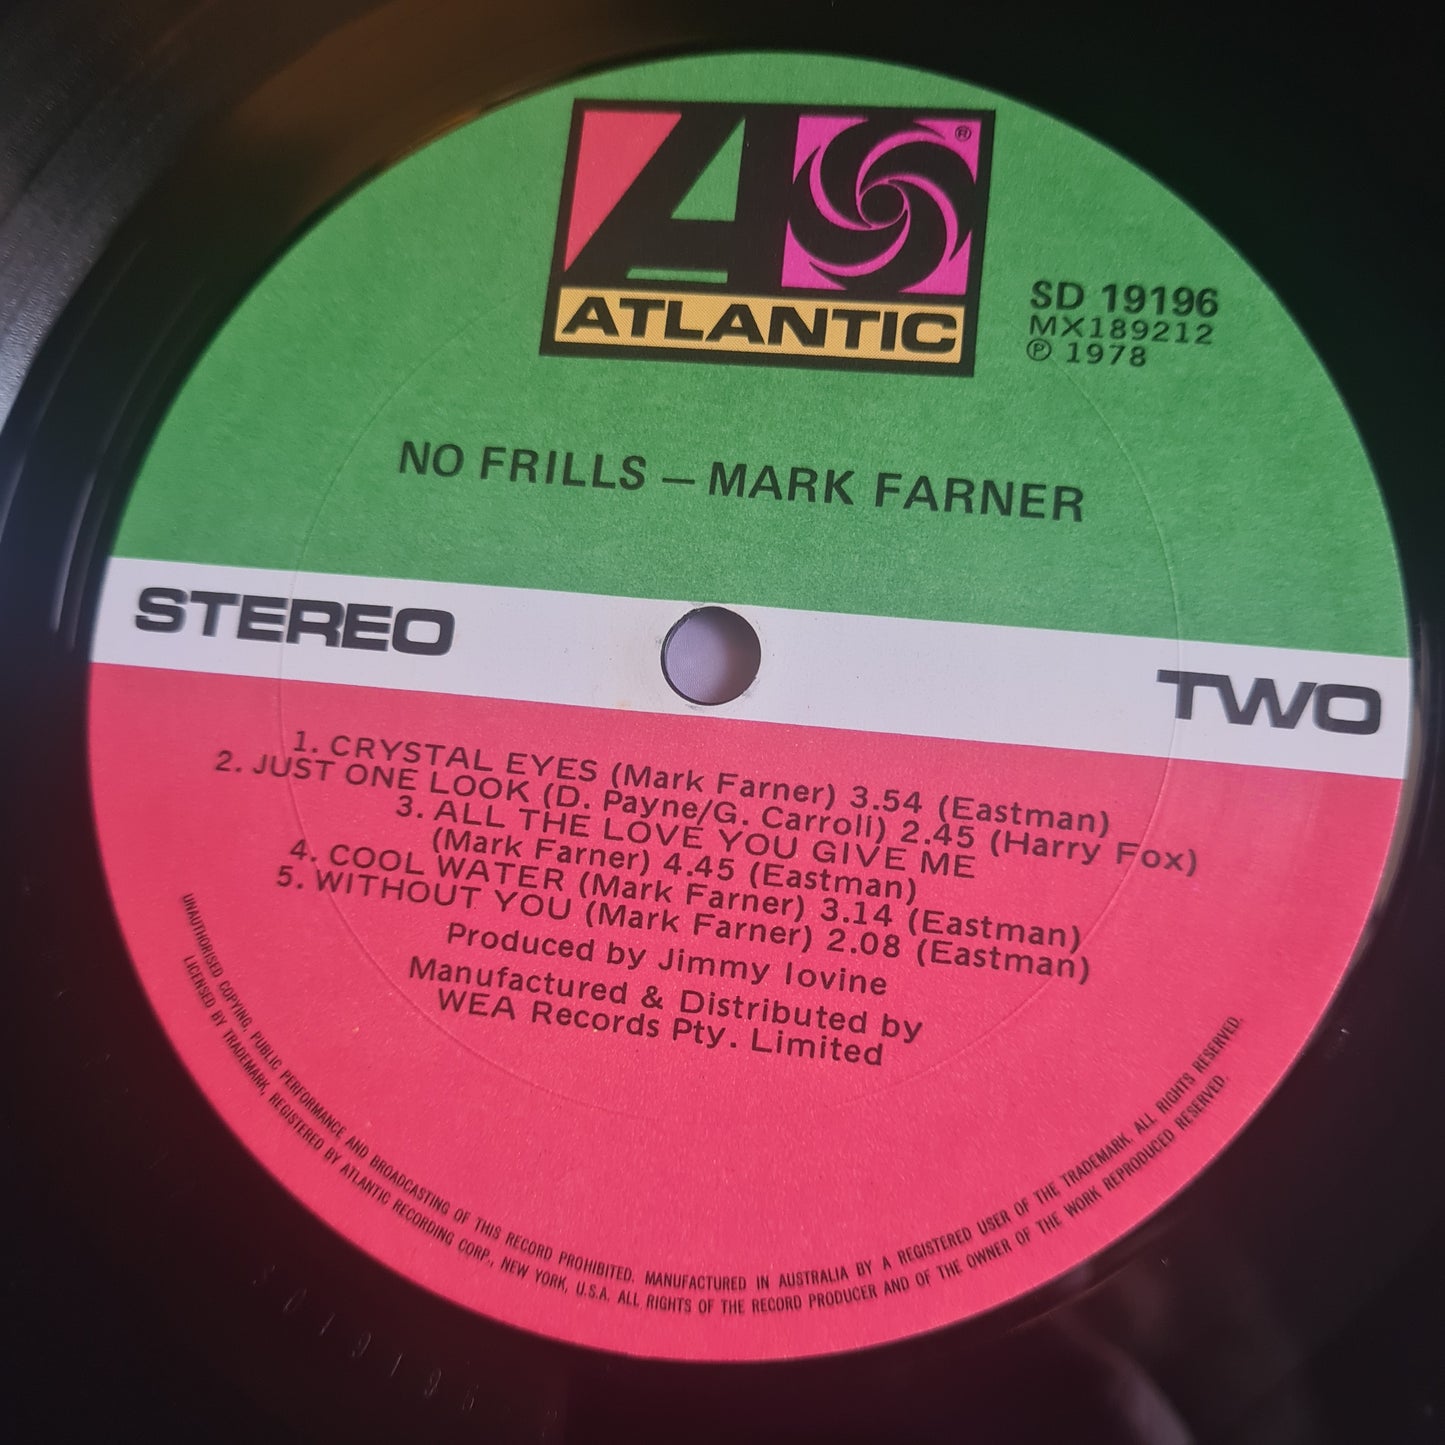 A
®
ATLANTIC
SD 19196
MX189212
℗ 1978
NO FRILLS — MARK FARNER
STEREO
TWO
1. CRYSTAL EYES (Mark Farner) 3.54 (Eastman)
2. JUST ONE LOOK (D. Payne/G. Carroll) 2.45 (Harry Fox)
3. ALL THE LOVE YOU GIVE ME
(Mark Farner) 4.45 (Eastman)
4. COOL WATER (Mark Farner) 3.14 (Eastman)
5. WITHOUT YOU (Mark Farner) 2.08 (Eastman)
Produced by Jimmy Iovine
Manufactured & Distributed by
WEA Records Pty. Limited
UNAUTHORISED COPYING, PUBLIC PERFORMANCE AND BROADCASTING OF THIS RECORD PROHIBITED. MANUFACTURED IN AUSTRALIA BY A REGISTERED USER OF THE TRADEMARK. ALL RIGHTS RESERVED.
LICENSED BY TRADEMARK, REGISTERED BY ATLANTIC RECORDING CORP., NEW YORK, U.S.A. ALL RIGHTS OF THE RECORD PRODUCER AND OF THE OWNER OF THE WORK REPRODUCED RESERVED.